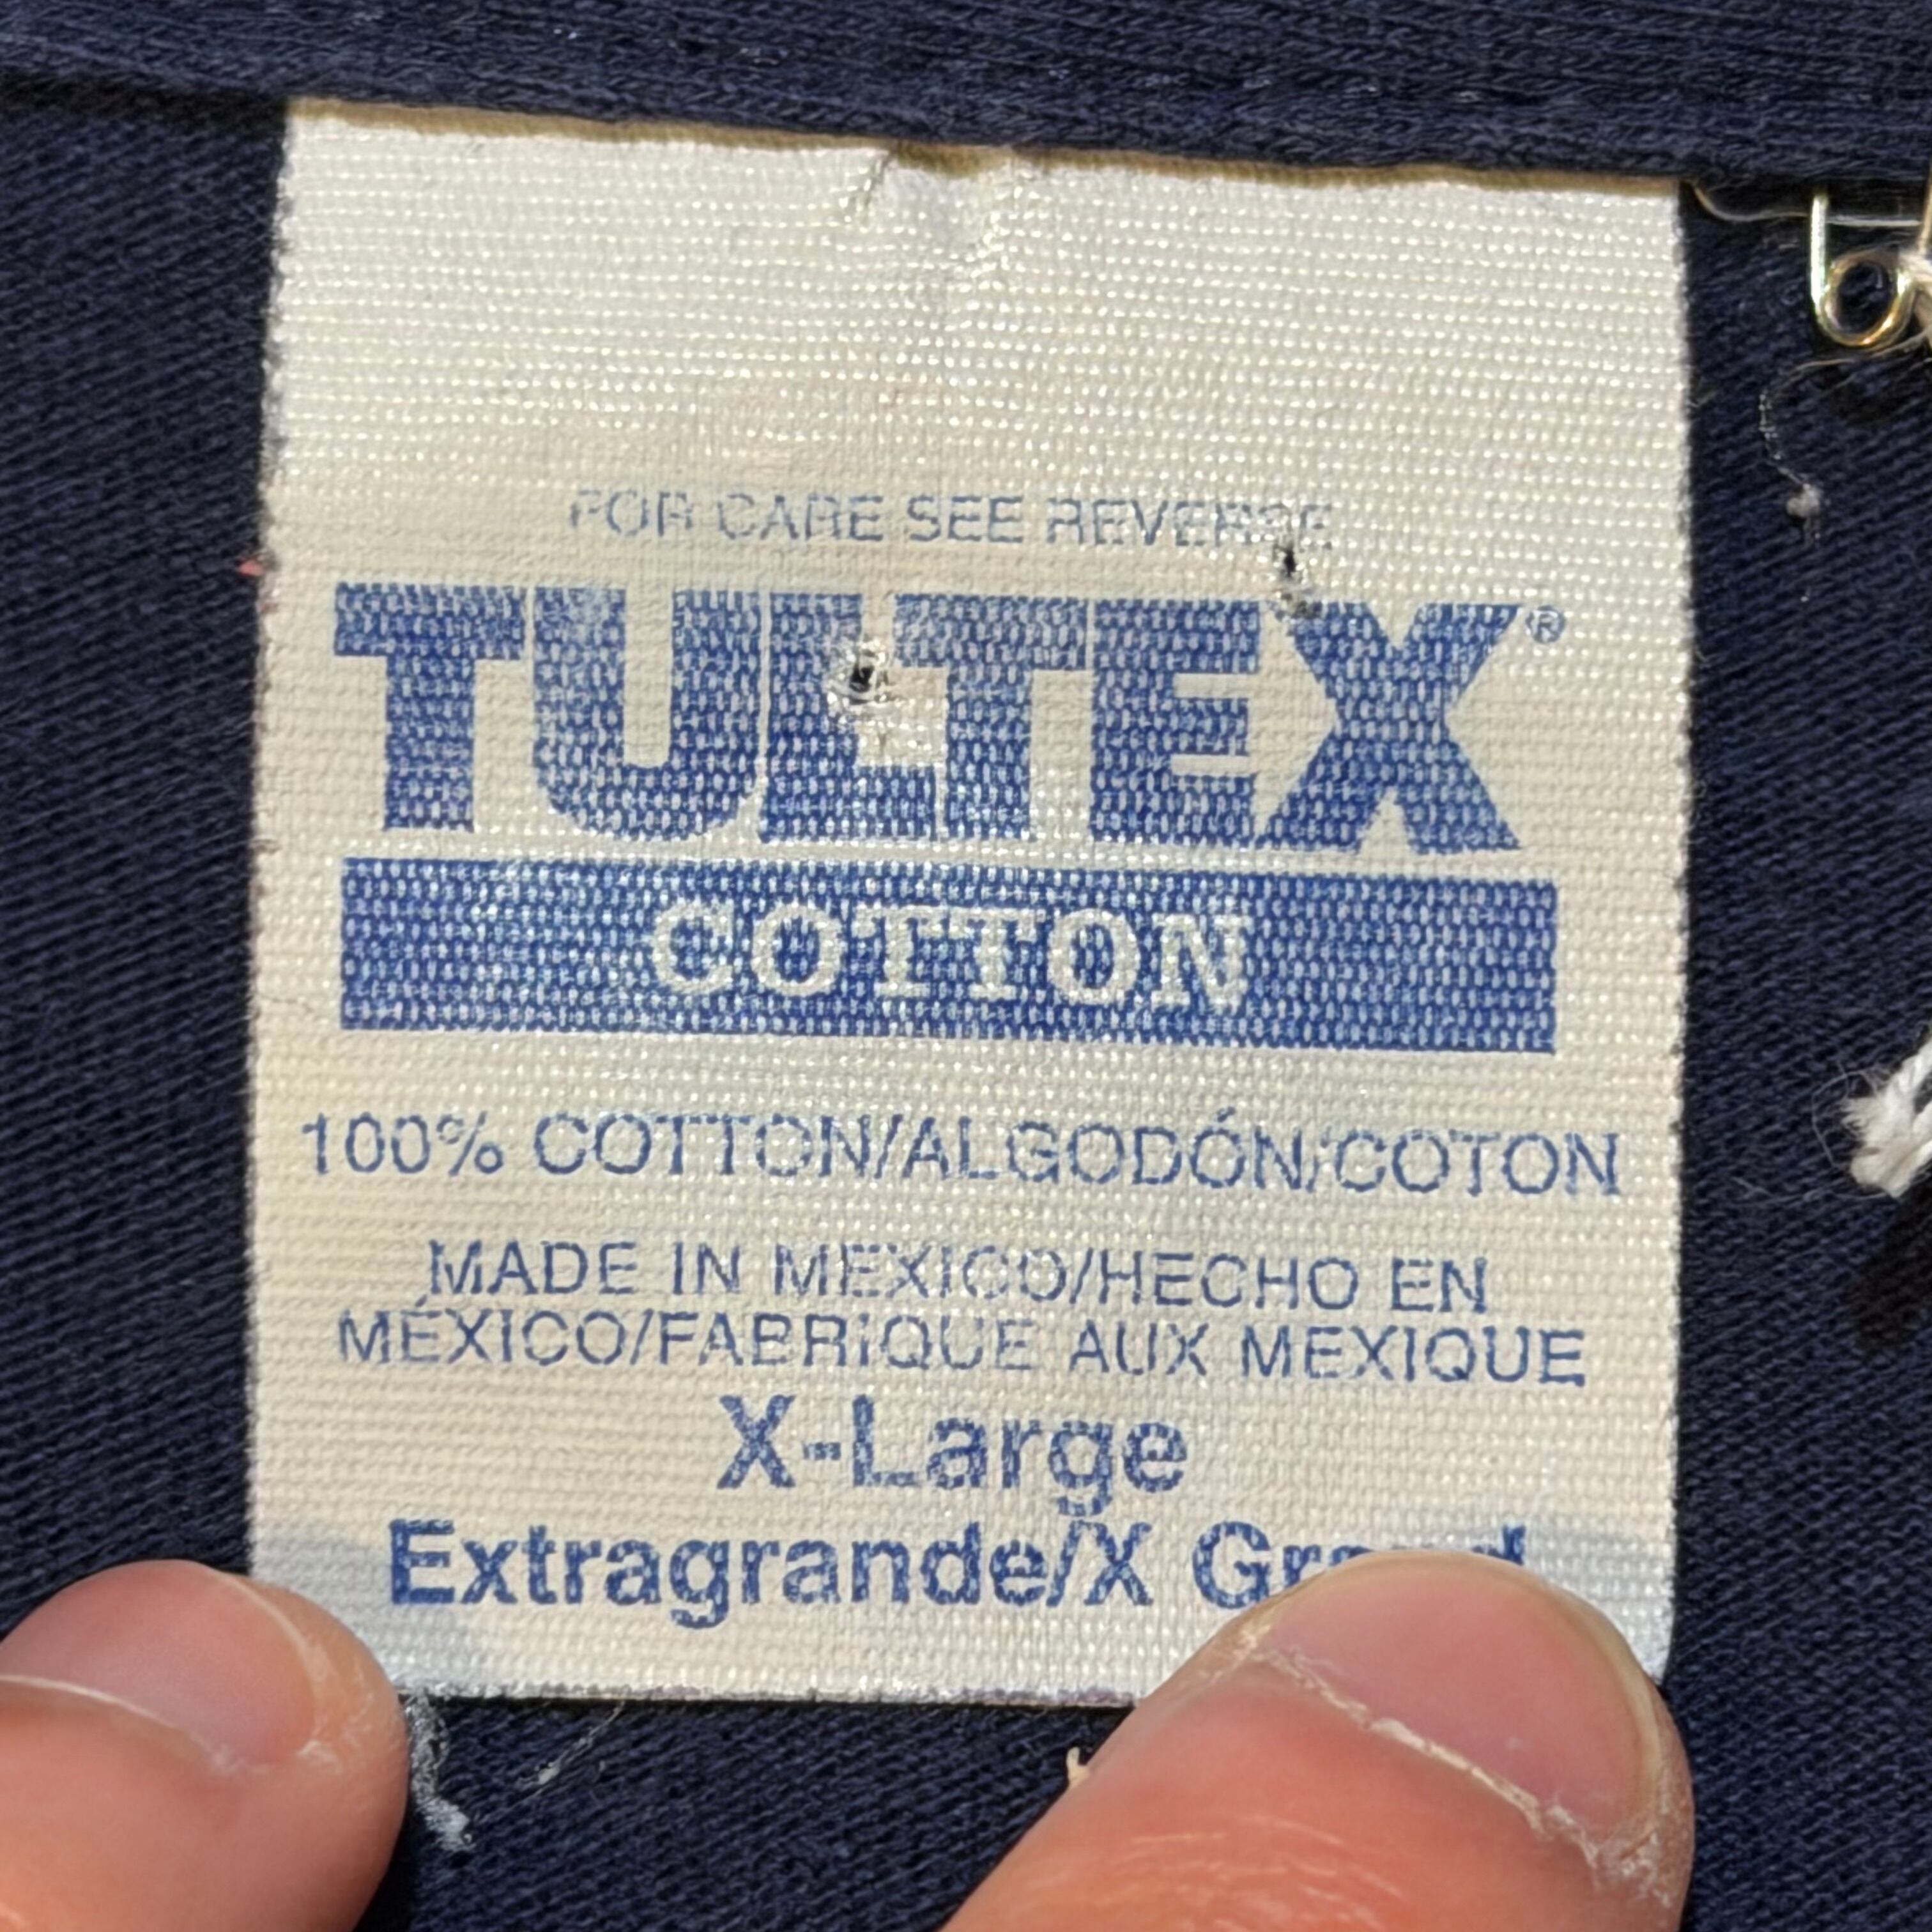 FOR CARE SEE REVERSE
TULTEX®
COTTON
100% COTTON/ALGODÓN/COTON
MADE IN MEXICO/HECHO EN
MÉXICO/FABRIQUE AUX MEXIQUE
X-Large
Extragrande/X Grand